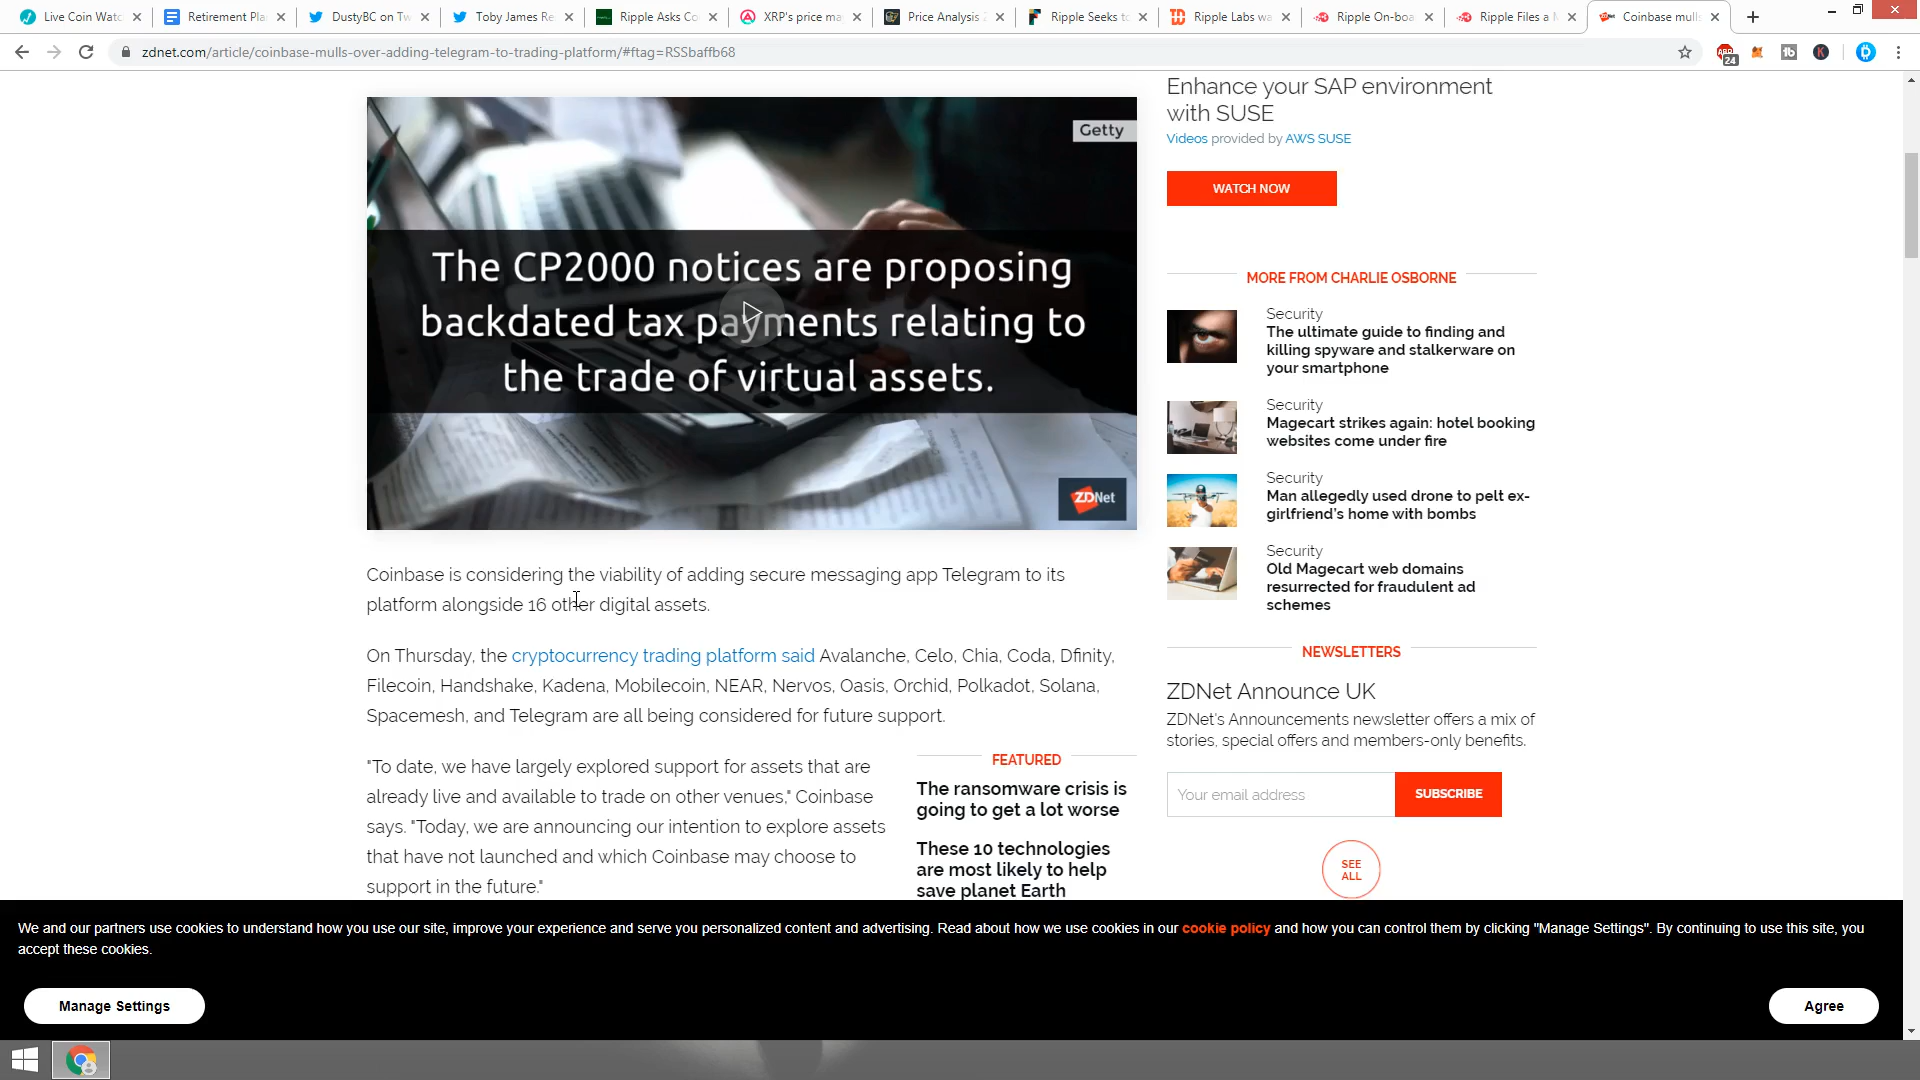 Live Coin Watc
Retirement Pla
DustyBC on Tw
Toby James Re
Ripple Asks Co
XRP's price ma
Price Analysis
Ripple Seeks to
Ripple Labs wa
Ripple On-boa
Ripple Files a
Coinbase mull
zdnet.com/article/coinbase-mulls-over-adding-telegram-to-trading-platform/#ftag=RSSbaffb68
24
Getty
The CP2000 notices are proposing
backdated tax payments relating to
the trade of virtual assets.
ZDNet
Coinbase is considering the viability of adding secure messaging app Telegram to its
platform alongside 16 other digital assets.
On Thursday, the cryptocurrency trading platform said Avalanche, Celo, Chia, Coda, Dfinity,
Filecoin, Handshake, Kadena, Mobilecoin, NEAR, Nervos, Oasis, Orchid, Polkadot, Solana,
Spacemesh, and Telegram are all being considered for future support.
"To date, we have largely explored support for assets that are
already live and available to trade on other venues," Coinbase
says. "Today, we are announcing our intention to explore assets
that have not launched and which Coinbase may choose to
support in the future."
FEATURED
The ransomware crisis is
going to get a lot worse
These 10 technologies
are most likely to help
save planet Earth
Enhance your SAP environment
with SUSE
Videos provided by AWS SUSE
WATCH NOW
MORE FROM CHARLIE OSBORNE
Security
The ultimate guide to finding and
killing spyware and stalkerware on
your smartphone
Security
Magecart strikes again: hotel booking
websites come under fire
Security
Man allegedly used drone to pelt ex-
girlfriend's home with bombs
Security
Old Magecart web domains
resurrected for fraudulent ad
schemes
NEWSLETTERS
ZDNet Announce UK
ZDNet's Announcements newsletter offers a mix of
stories, special offers and members-only benefits.
Your email address
SUBSCRIBE
SEE
ALL
We and our partners use cookies to understand how you use our site, improve your experience and serve you personalized content and advertising. Read about how we use cookies in our cookie policy and how you can control them by clicking "Manage Settings". By continuing to use this site, you
accept these cookies.
Manage Settings
Agree